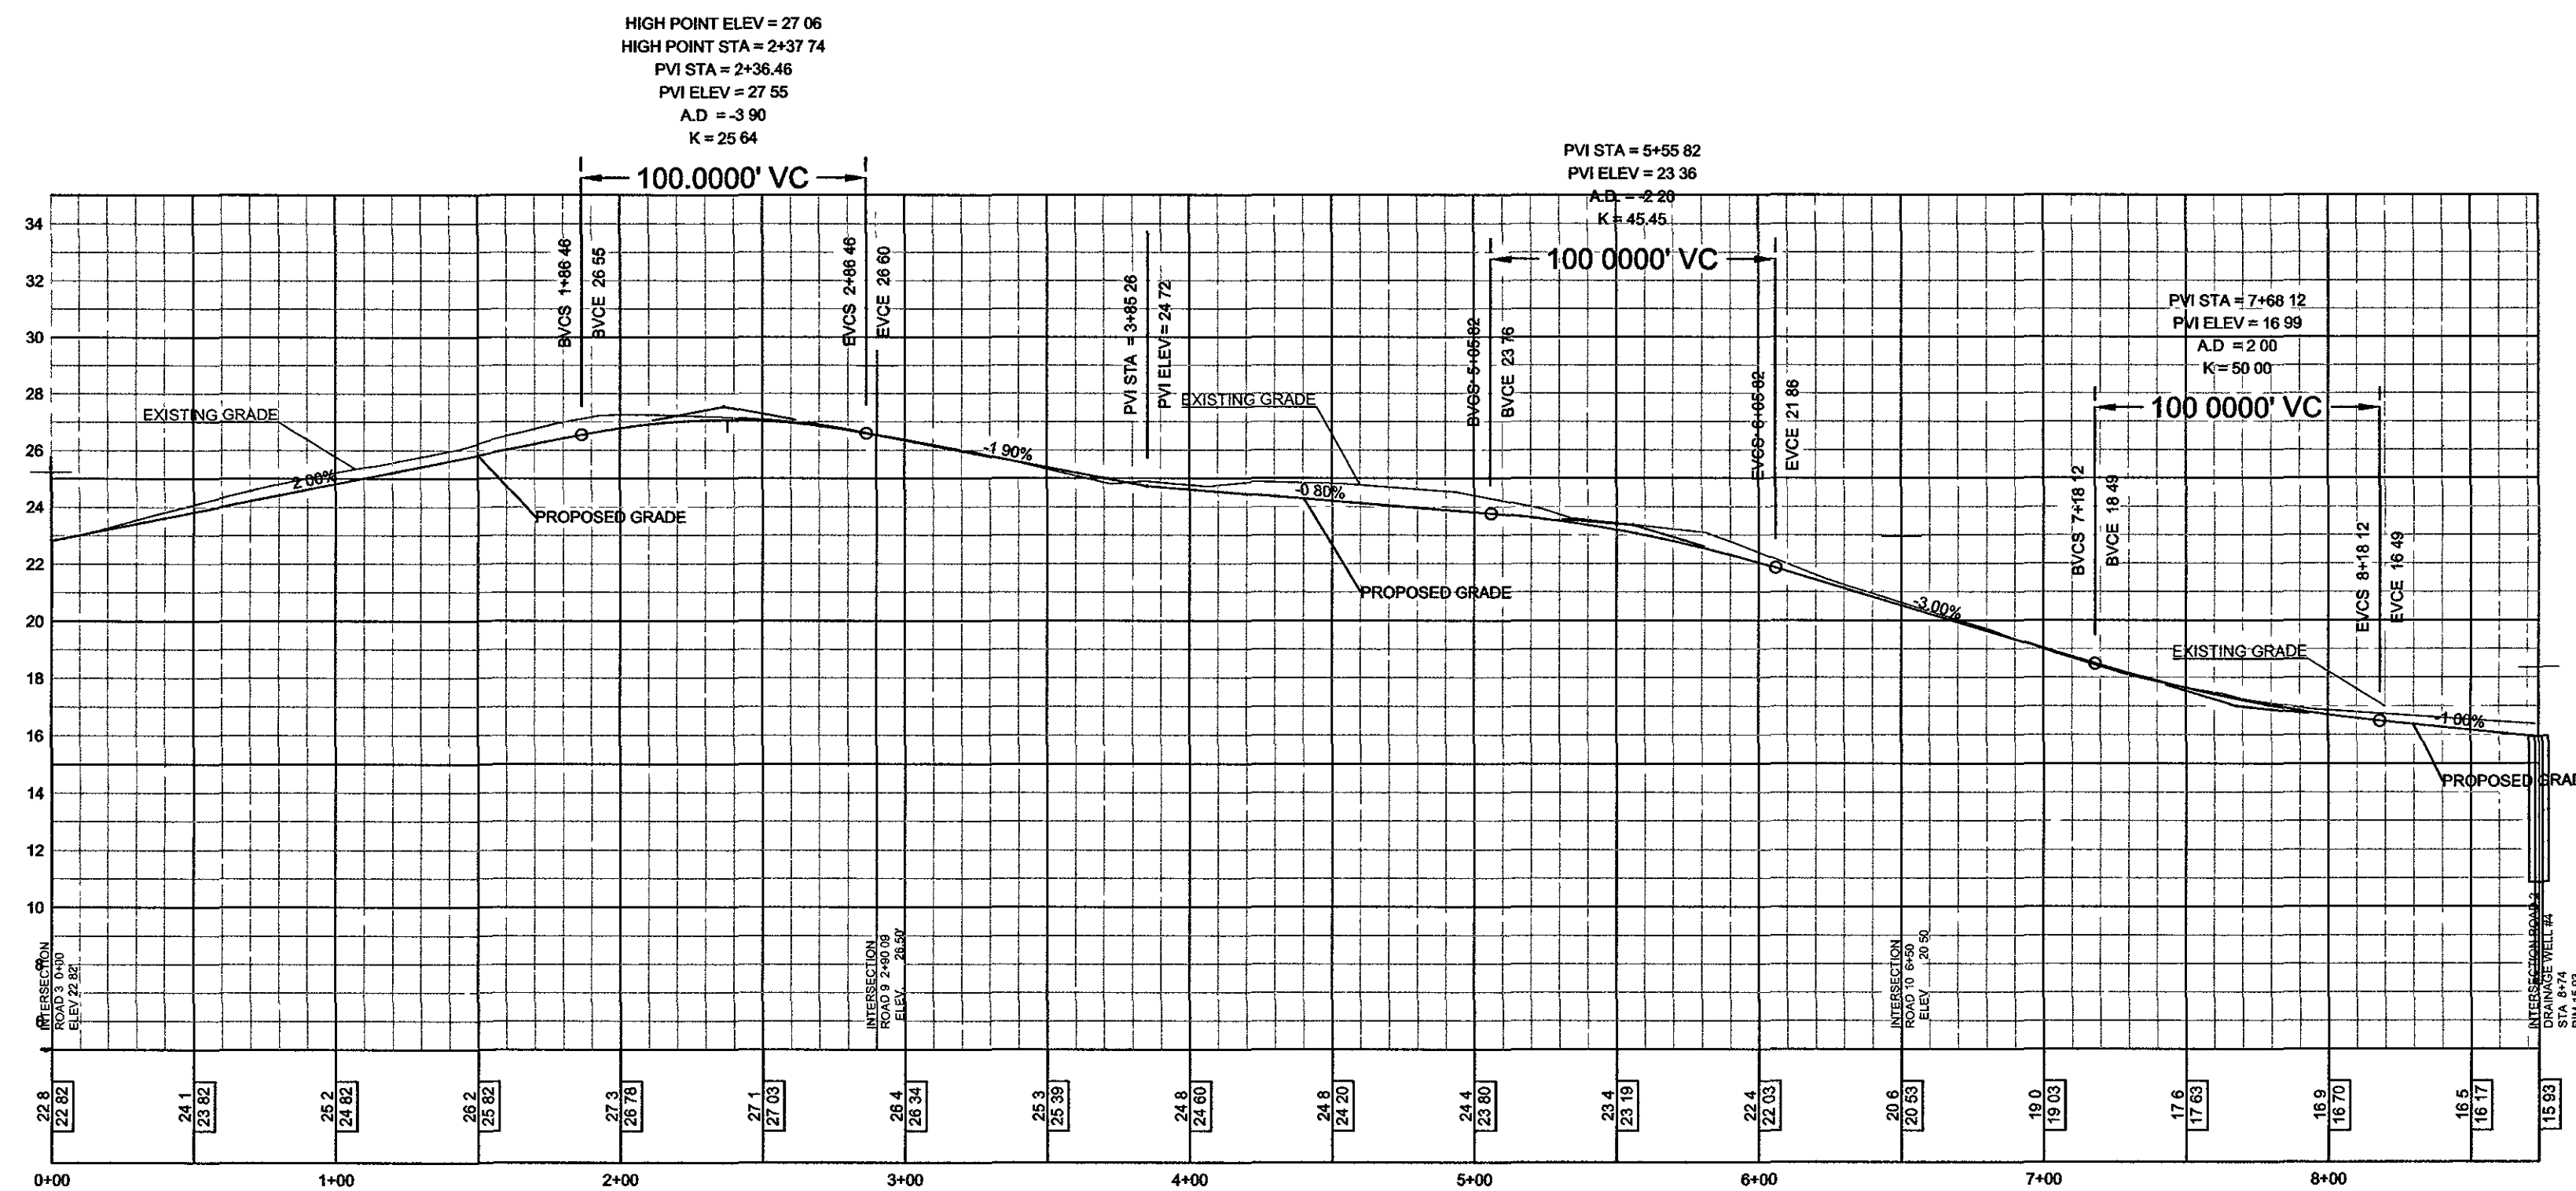 HIGH POINT ELEV = 27 06
HIGH POINT STA = 2+37 74
PVI STA = 2+36.46
PVI ELEV = 27 55
A.D = -3 90
K = 25 64
100.0000' VC
BVCS 1+86 46
BVCE 26 55
EVCS 2+86 46
EVCE 26 60
PVI STA = 3+85 26
PVI ELEV = 24 72
PVI STA = 5+55 82
PVI ELEV = 23 36
A.D. = -2 20
K = 45.45
100 0000' VC
BVCS 5+05.82
BVCE 23 76
EVCS 6+05 82
EVCE 21 86
PVI STA = 7+68 12
PVI ELEV = 16 99
A.D = 2 00
K = 50 00
100 0000' VC
BVCS 7+18 12
BVCE 18 49
EVCS 8+18 12
EVCE 16 49
34
32
30
28
26
24
22
20
18
16
14
12
10
8
6
EXISTING GRADE
2 00%
PROPOSED GRADE
-1 90%
EXISTING GRADE
-0 80%
PROPOSED GRADE
-3.00%
EXISTING GRADE
-1 00%
PROPOSED GRAD
INTERSECTION
ROAD 3 0+00
ELEV 22 82'
INTERSECTION
ROAD 9 2+90 09
ELEV 26.50'
INTERSECTION
ROAD 10 6+50
ELEV 20 50
INTERSECTION ROAD 2
DRAINAGE WELL #4
STA 8+74
RIM 15 93
22 8
22 82
24 1
23 82
25 2
24 82
26 2
25 82
27 3
26 78
27 1
27 03
26 4
26 34
25 3
25 39
24 8
24 60
24 8
24 20
24 4
23 80
23 4
23 19
22 4
22 03
20 6
20 53
19 0
19 03
17 6
17 63
16 9
16 70
16 5
16 17
15 93
0+00
1+00
2+00
3+00
4+00
5+00
6+00
7+00
8+00